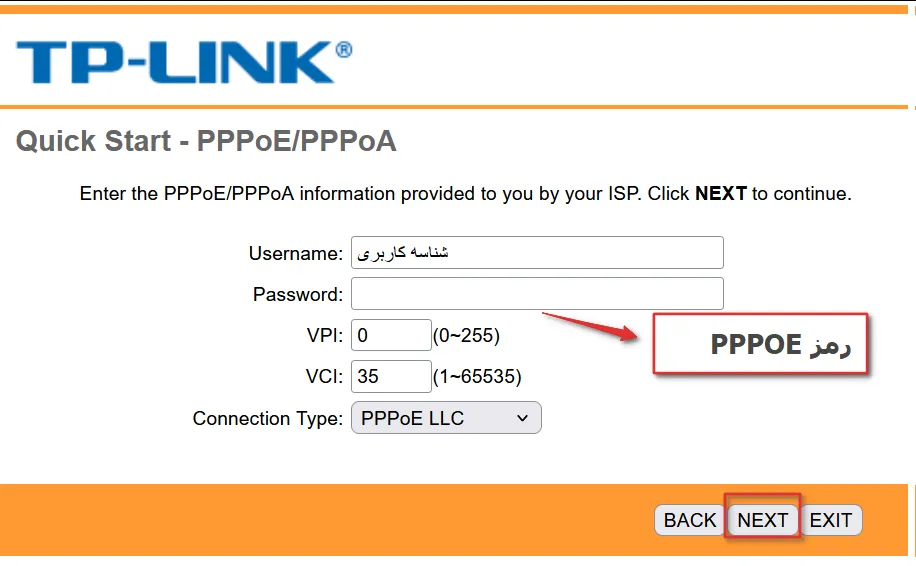 TP-LINK®
Quick Start - PPPoE/PPPoA
Enter the PPPoE/PPPoA information provided to you by your ISP. Click NEXT to continue.
Username: شناسه کاربری
Password:
VPI: 0 (0~255)
رمز PPPOE
VCI: 35 (1~65535)
Connection Type: PPPoE LLC
BACK NEXT EXIT